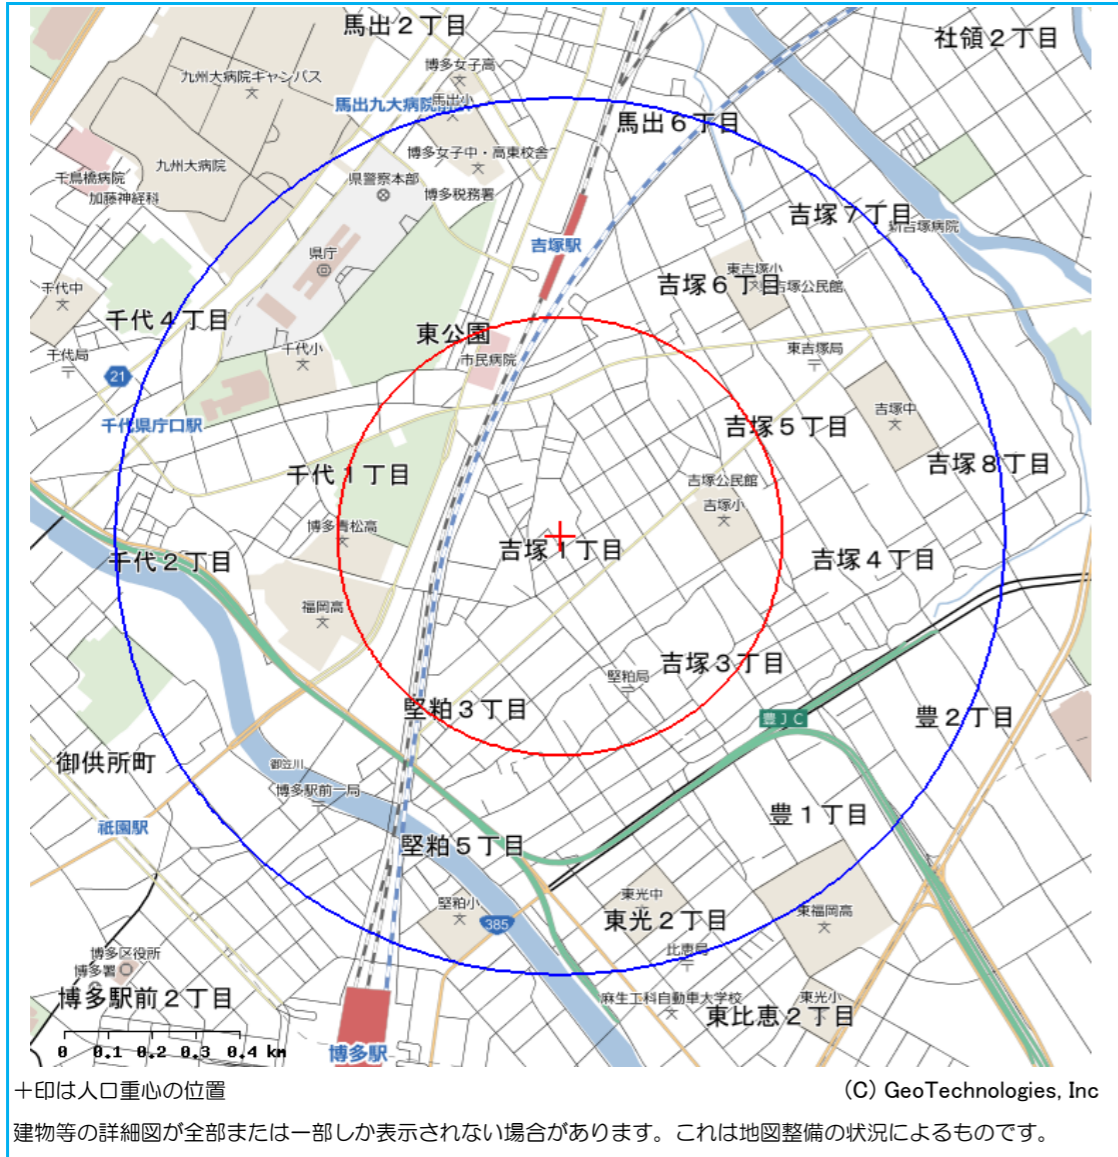 馬出２丁目
社領２丁目
博多女子高
九州大病院キャンパス
馬出九大病院
馬出小
馬出６丁目
博多女子中・高東校舎
九州大病院
千鳥橋病院
県警察本部
加藤神経科
博多税務署
吉塚７丁目
新吉塚病院
吉塚駅
県庁
東吉塚小
吉塚６丁目
吉塚公民館
千代中
千代４丁目
東公園
千代小
市民病院
東吉塚局
千代局
21
吉塚中
千代県庁口駅
吉塚５丁目
吉塚８丁目
千代１丁目
吉塚公民館
吉塚小
博多青松高
吉塚１丁目
千代２丁目
吉塚４丁目
福岡高
吉塚３丁目
堅粕局
堅粕３丁目
豊ＪＣ
豊２丁目
御供所町
御笠川
博多駅前一局
豊１丁目
祇園駅
堅粕５丁目
東光中
堅粕小
東福岡高
385
東光２丁目
比恵局
博多区役所
博多署
博多駅前２丁目
麻生工科自動車大学校
東光小
東比恵２丁目
0 0.1 0.2 0.3 0.4 km
博多駅
＋印は人口重心の位置
(C) GeoTechnologies, Inc
建物等の詳細図が全部または一部しか表示されない場合があります。これは地図整備の状況によるものです。